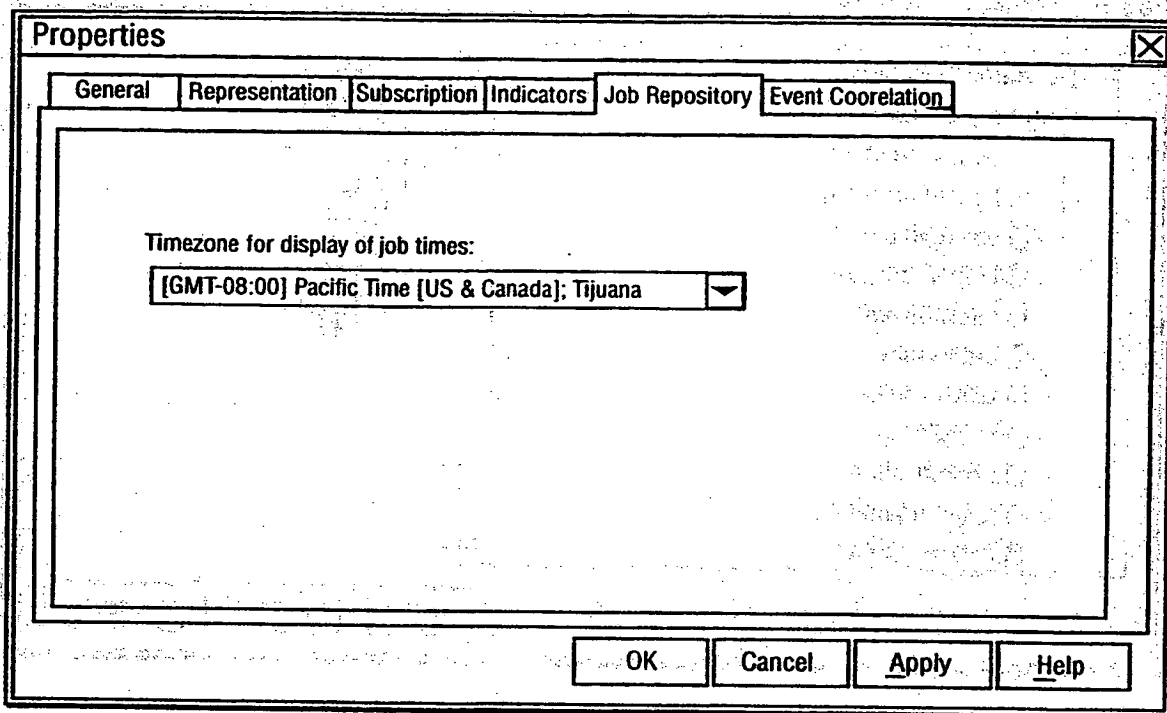 Properties
General Representation Subscription Indicators Job Repository Event Coorelation
Timezone for display of job times:
[GMT-08:00] Pacific Time [US & Canada]; Tijuana
OK Cancel Apply Help